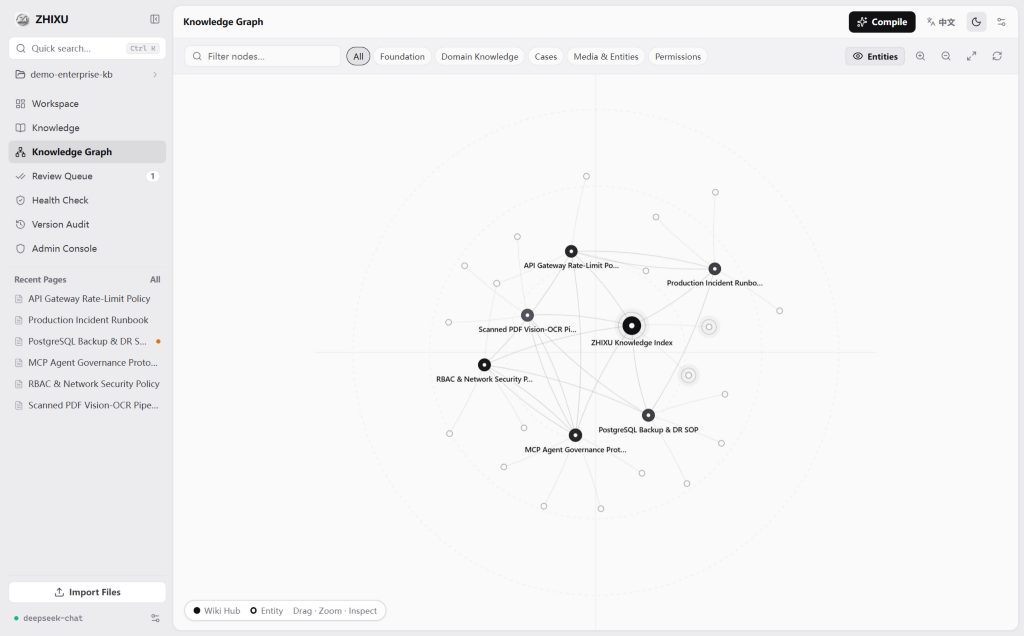 ZHIXU
Quick search... Ctrl K
demo-enterprise-kb
Workspace
Knowledge
Knowledge Graph
Review Queue 1
Health Check
Version Audit
Admin Console
Recent Pages All
API Gateway Rate-Limit Policy
Production Incident Runbook
PostgreSQL Backup & DR S...
MCP Agent Governance Proto...
RBAC & Network Security Policy
Scanned PDF Vision-OCR Pipe...
Import Files
deepseek-chat
Knowledge Graph
Compile
中文
Filter nodes...
All
Foundation
Domain Knowledge
Cases
Media & Entities
Permissions
Entities
API Gateway Rate-Limit Po...
Production Incident Runbo...
Scanned PDF Vision-OCR Pi...
ZHIXU Knowledge Index
RBAC & Network Security P...
PostgreSQL Backup & DR SOP
MCP Agent Governance Prot...
Wiki Hub
Entity
Drag · Zoom · Inspect